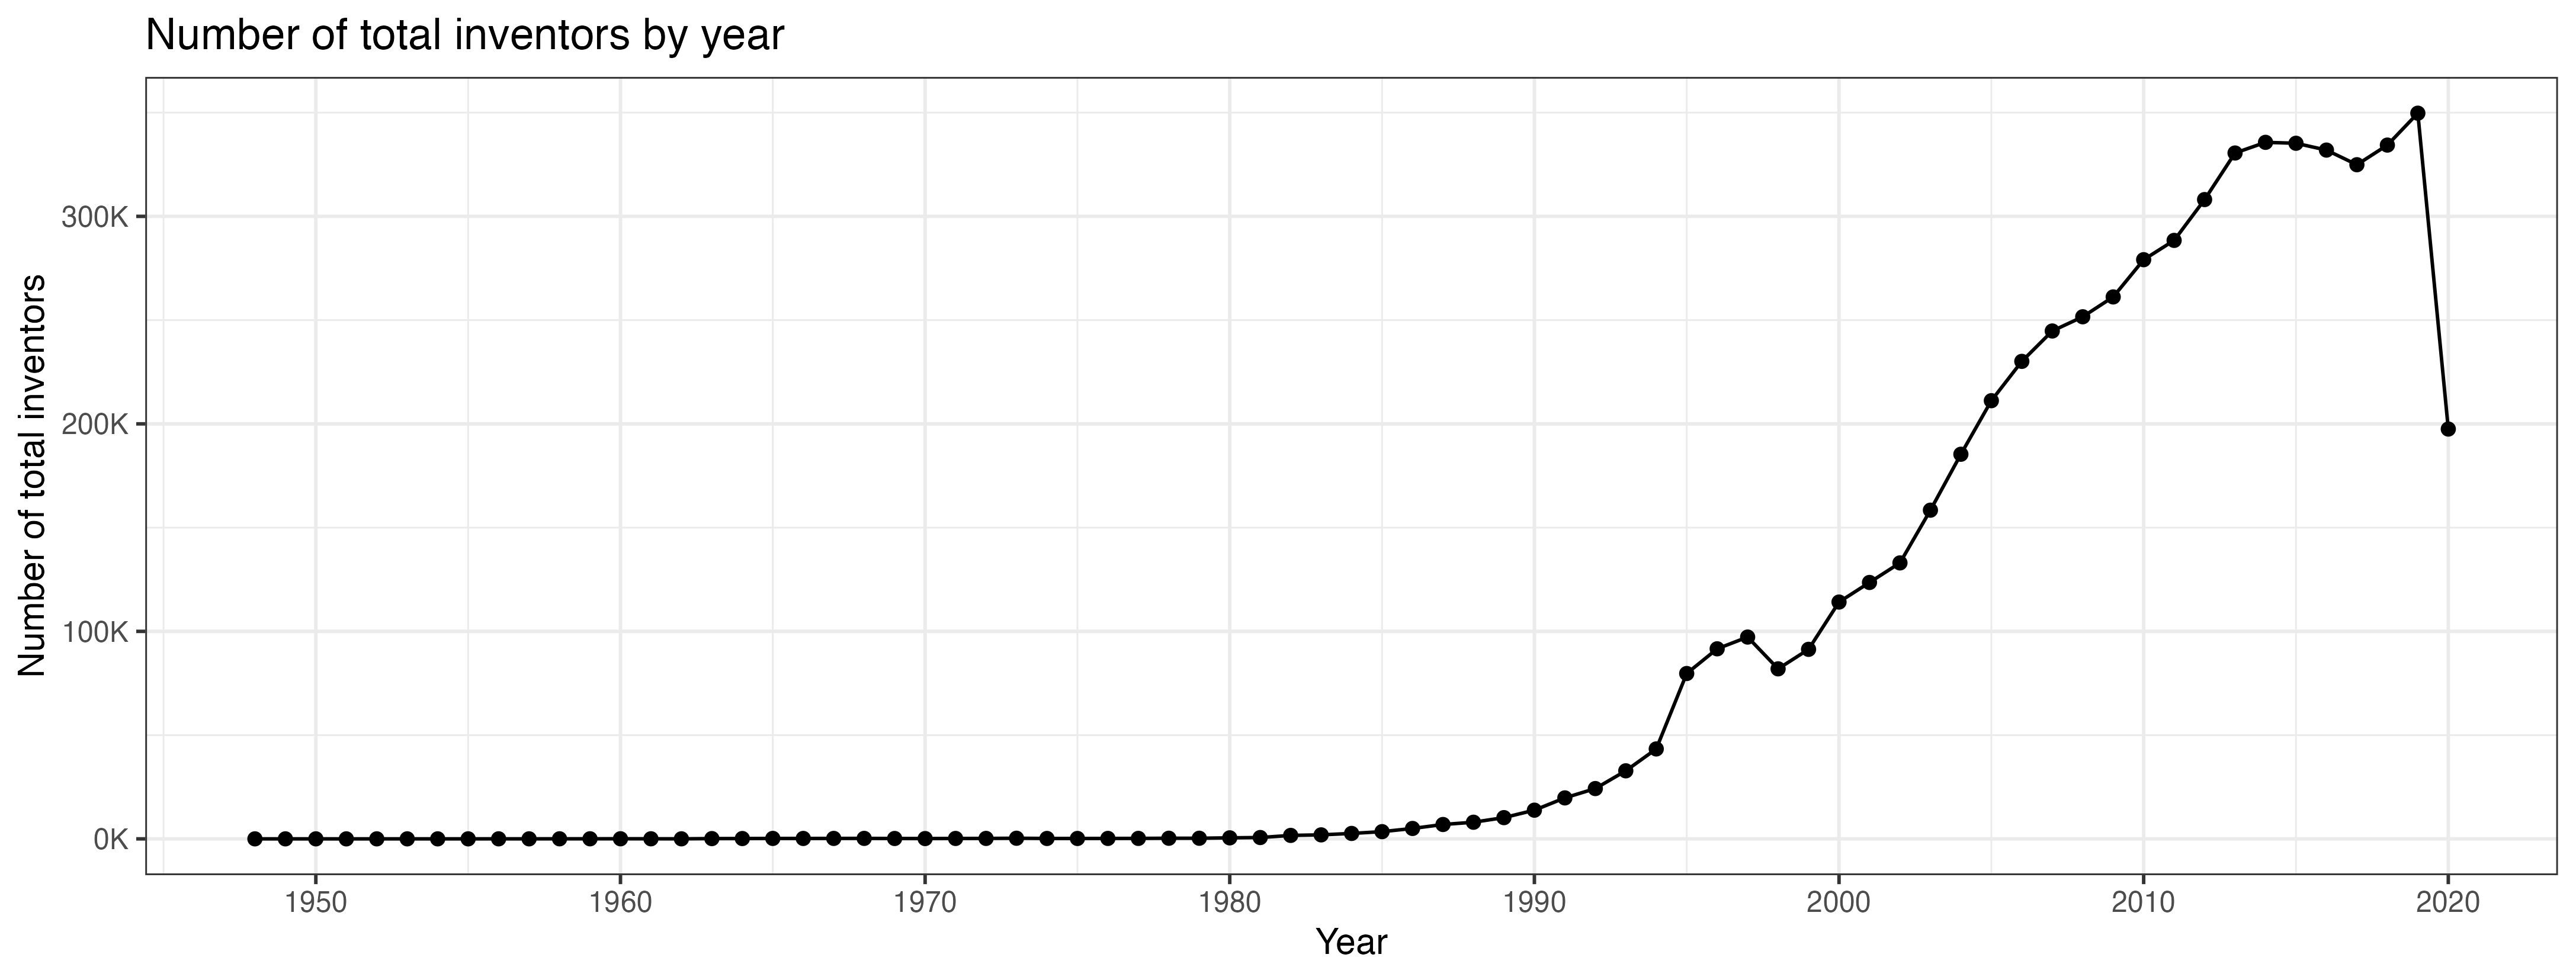 Number of total inventors by year
Number of total inventors
300K
200K
100K
0K
1950 1960 1970 1980 1990 2000 2010 2020
Year